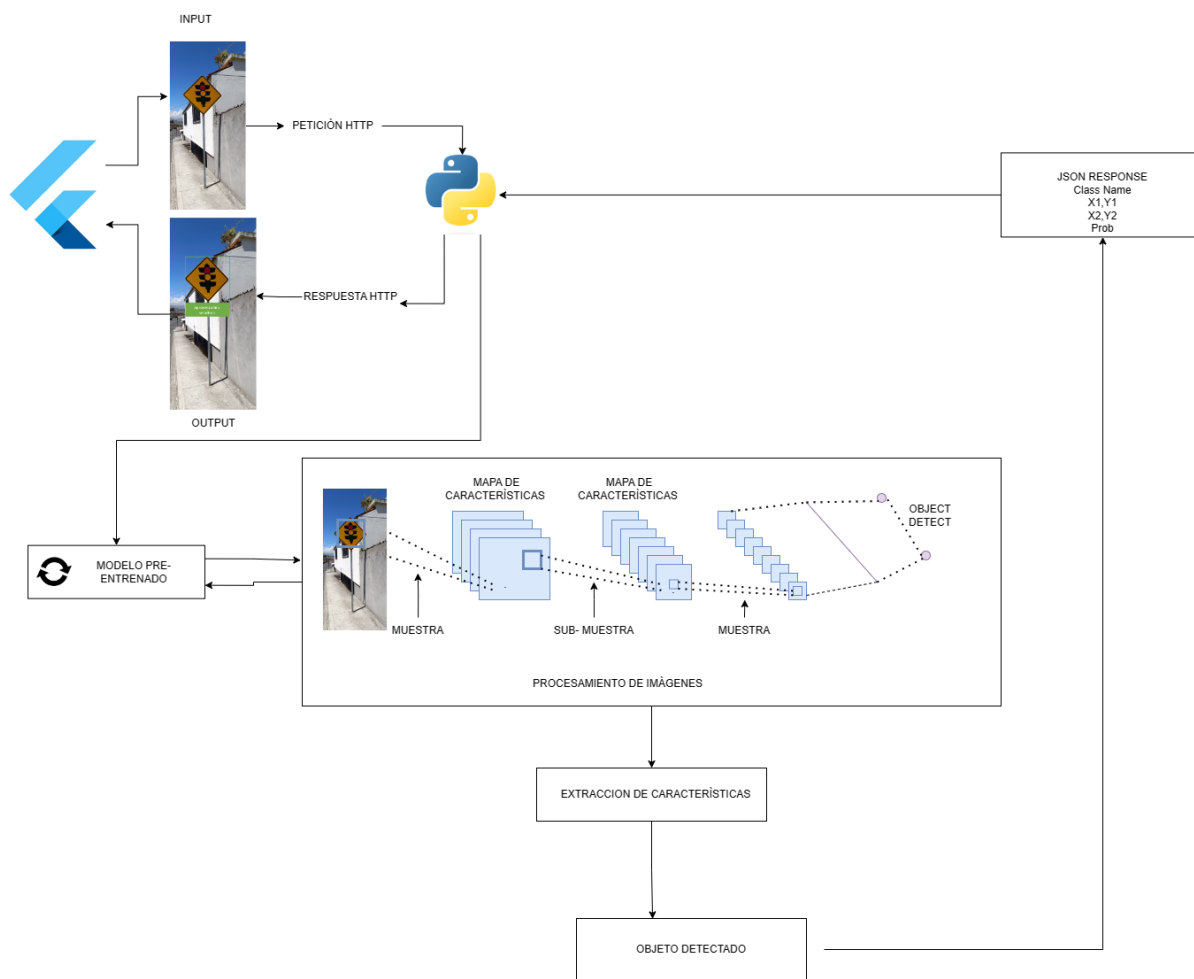 INPUT
PETICIÓN HTTP
JSON RESPONSE
Class Name
X1,Y1
X2,Y2
Prob
RESPUESTA HTTP
OUTPUT
MAPA DE
CARACTERÍSTICAS
MAPA DE
CARACTERÍSTICAS
OBJECT
DETECT
MODELO PRE-
ENTRENADO
MUESTRA
SUB- MUESTRA
MUESTRA
PROCESAMIENTO DE IMÀGENES
EXTRACCION DE CARACTERÌSTICAS
OBJETO DETECTADO